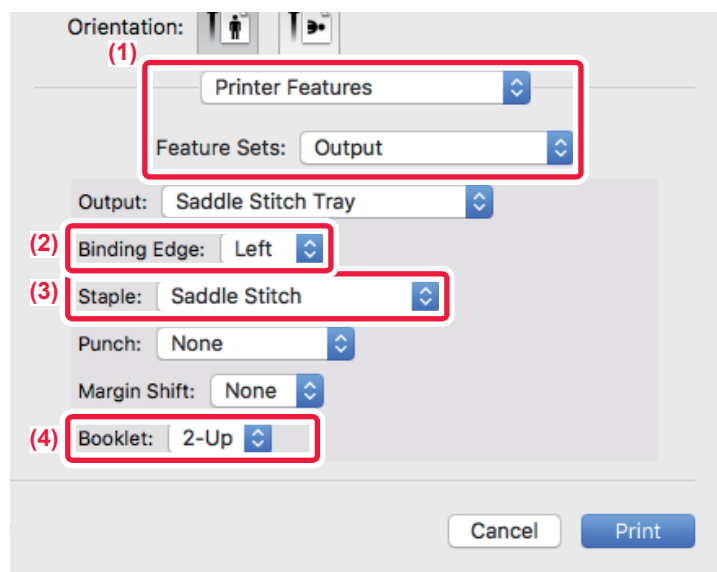 Orientation:
(1)
Printer Features
Feature Sets: Output
Output: Saddle Stitch Tray
(2) Binding Edge: Left
(3) Staple: Saddle Stitch
Punch: None
Margin Shift: None
(4) Booklet: 2-Up
Cancel Print